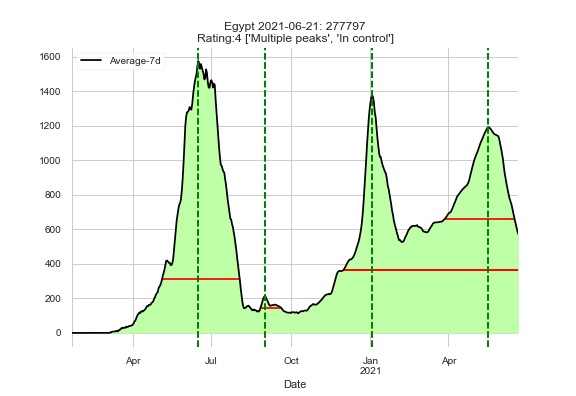 Egypt 2021-06-21: 277797
Rating:4 ['Multiple peaks', 'In control']
Average-7d
1600
1400
1200
1000
800
600
400
200
0
Apr
Jul
Oct
Jan
2021
Apr
Date